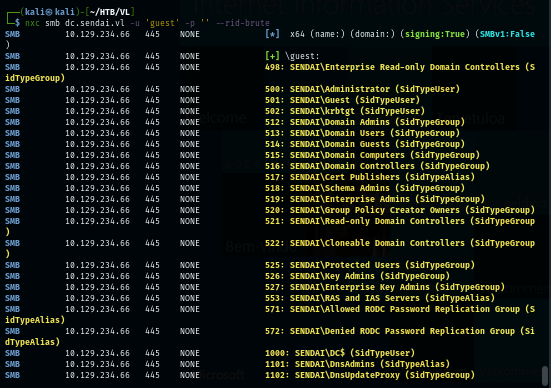 (kali㉿kali)-[~/HTB/VL]
$ nxc smb dc.sendai.vl -u 'guest' -p '' --rid-brute
SMB 10.129.234.66 445 NONE [*] x64 (name:) (domain:) (signing:True) (SMBv1:False
)
SMB 10.129.234.66 445 NONE [+] \guest:
SMB 10.129.234.66 445 NONE 498: SENDAI\Enterprise Read-only Domain Controllers (S
idTypeGroup)
SMB 10.129.234.66 445 NONE 500: SENDAI\Administrator (SidTypeUser)
SMB 10.129.234.66 445 NONE 501: SENDAI\Guest (SidTypeUser)
SMB 10.129.234.66 445 NONE 502: SENDAI\krbtgt (SidTypeUser)
SMB 10.129.234.66 445 NONE 512: SENDAI\Domain Admins (SidTypeGroup)
SMB 10.129.234.66 445 NONE 513: SENDAI\Domain Users (SidTypeGroup)
SMB 10.129.234.66 445 NONE 514: SENDAI\Domain Guests (SidTypeGroup)
SMB 10.129.234.66 445 NONE 515: SENDAI\Domain Computers (SidTypeGroup)
SMB 10.129.234.66 445 NONE 516: SENDAI\Domain Controllers (SidTypeGroup)
SMB 10.129.234.66 445 NONE 517: SENDAI\Cert Publishers (SidTypeAlias)
SMB 10.129.234.66 445 NONE 518: SENDAI\Schema Admins (SidTypeGroup)
SMB 10.129.234.66 445 NONE 519: SENDAI\Enterprise Admins (SidTypeGroup)
SMB 10.129.234.66 445 NONE 520: SENDAI\Group Policy Creator Owners (SidTypeGroup)
SMB 10.129.234.66 445 NONE 521: SENDAI\Read-only Domain Controllers (SidTypeGroup
)
SMB 10.129.234.66 445 NONE 522: SENDAI\Cloneable Domain Controllers (SidTypeGroup
)
SMB 10.129.234.66 445 NONE 525: SENDAI\Protected Users (SidTypeGroup)
SMB 10.129.234.66 445 NONE 526: SENDAI\Key Admins (SidTypeGroup)
SMB 10.129.234.66 445 NONE 527: SENDAI\Enterprise Key Admins (SidTypeGroup)
SMB 10.129.234.66 445 NONE 553: SENDAI\RAS and IAS Servers (SidTypeAlias)
SMB 10.129.234.66 445 NONE 571: SENDAI\Allowed RODC Password Replication Group (S
idTypeAlias)
SMB 10.129.234.66 445 NONE 572: SENDAI\Denied RODC Password Replication Group (Si
dTypeAlias)
SMB 10.129.234.66 445 NONE 1000: SENDAI\DC$ (SidTypeUser)
SMB 10.129.234.66 445 NONE 1101: SENDAI\DnsAdmins (SidTypeAlias)
SMB 10.129.234.66 445 NONE 1102: SENDAI\DnsUpdateProxy (SidTypeGroup)